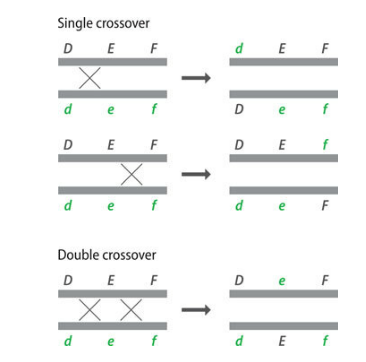 Single crossover
D E F d E F
d e f D e f
D E F D E f
d e f d e F
Double crossover
D E F D e F
d e f d E f